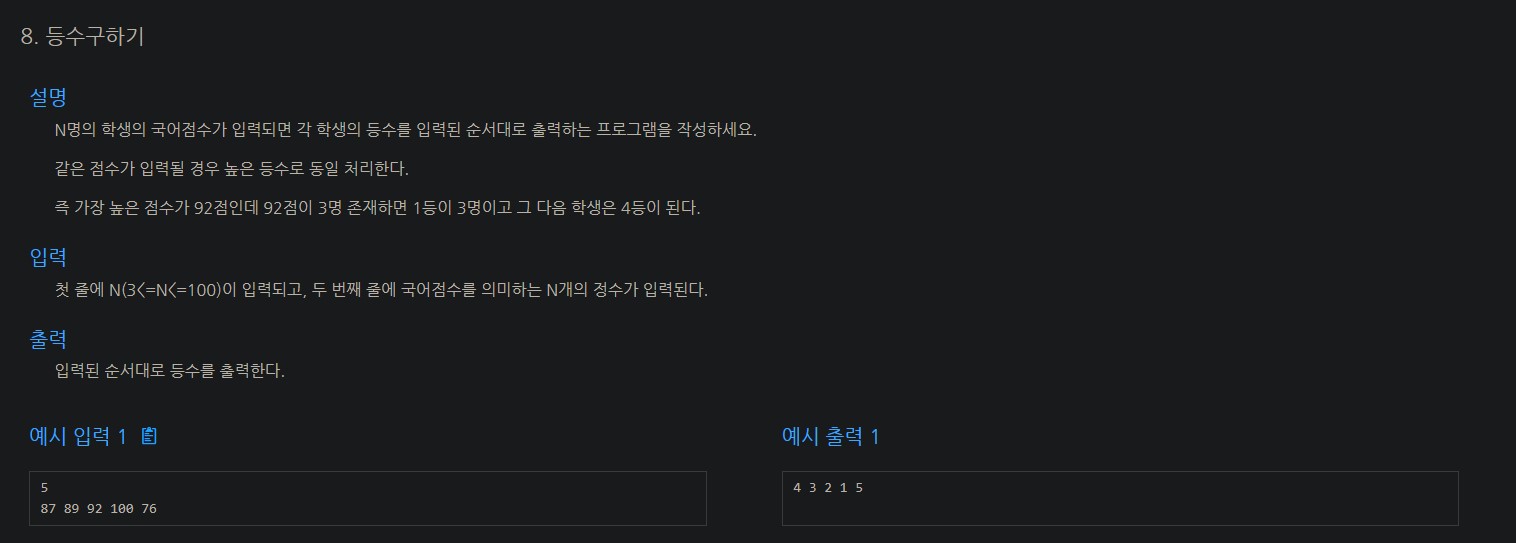 8. 등수구하기
설명
N명의 학생의 국어점수가 입력되면 각 학생의 등수를 입력된 순서대로 출력하는 프로그램을 작성하세요.
같은 점수가 입력될 경우 높은 등수로 동일 처리한다.
즉 가장 높은 점수가 92점인데 92점이 3명 존재하면 1등이 3명이고 그 다음 학생은 4등이 된다.
입력
첫 줄에 N(3<=N<=100)이 입력되고, 두 번째 줄에 국어점수를 의미하는 N개의 정수가 입력된다.
출력
입력된 순서대로 등수를 출력한다.
예시 입력 1
5
87 89 92 100 76
예시 출력 1
4 3 2 1 5